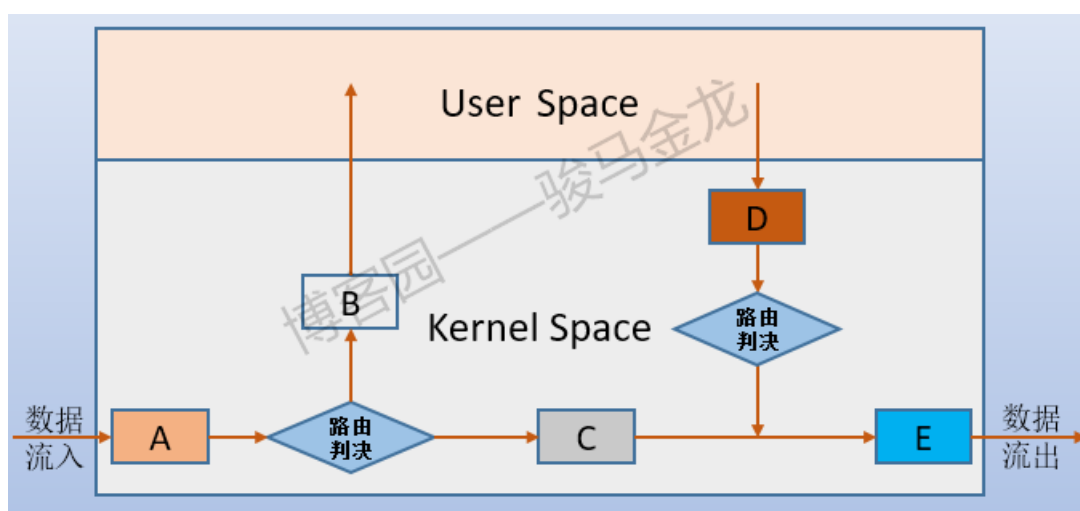 User Space
博客园——骏马金龙
D
B
Kernel Space
路由
判决
数据
流入
A
路由
判决
C
E
数据
流出